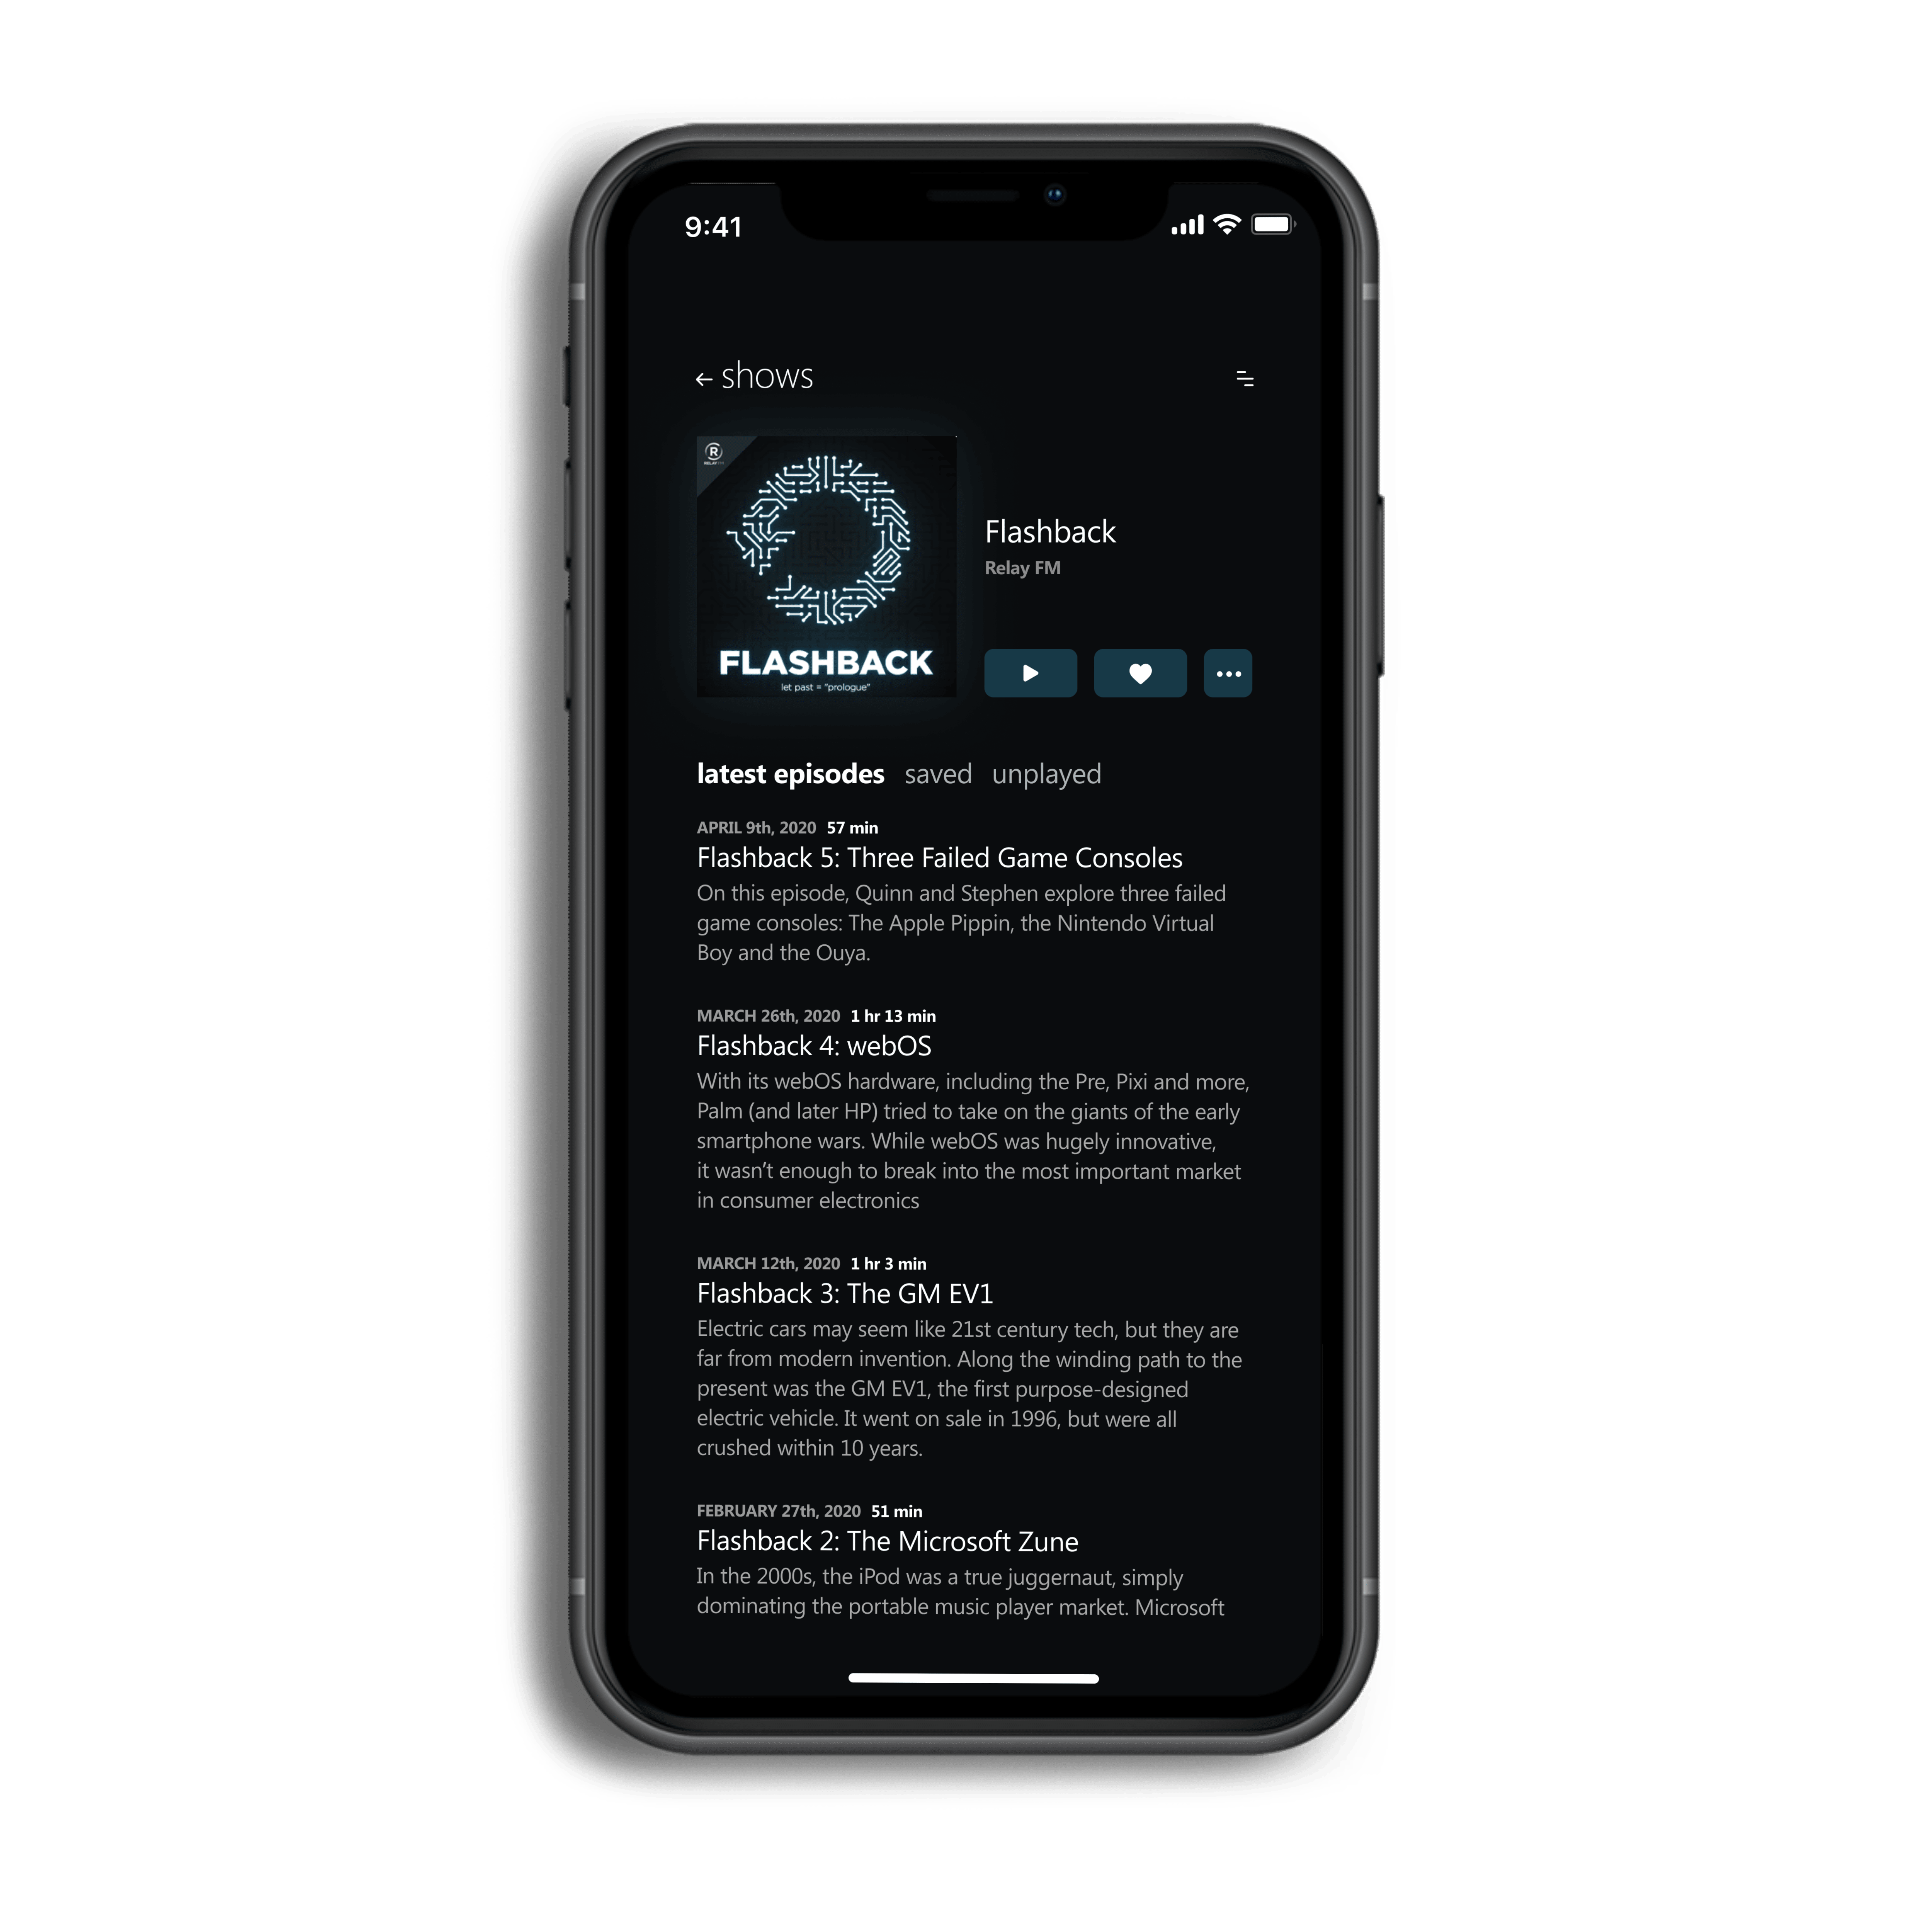 9:41
← shows
R
RELAY FM
FLASHBACK
let past = "prologue"
Flashback
Relay FM
latest episodes saved unplayed
APRIL 9th, 2020 57 min
Flashback 5: Three Failed Game Consoles
On this episode, Quinn and Stephen explore three failed
game consoles: The Apple Pippin, the Nintendo Virtual
Boy and the Ouya.
MARCH 26th, 2020 1 hr 13 min
Flashback 4: webOS
With its webOS hardware, including the Pre, Pixi and more,
Palm (and later HP) tried to take on the giants of the early
smartphone wars. While webOS was hugely innovative,
it wasn’t enough to break into the most important market
in consumer electronics
MARCH 12th, 2020 1 hr 3 min
Flashback 3: The GM EV1
Electric cars may seem like 21st century tech, but they are
far from modern invention. Along the winding path to the
present was the GM EV1, the first purpose-designed
electric vehicle. It went on sale in 1996, but were all
crushed within 10 years.
FEBRUARY 27th, 2020 51 min
Flashback 2: The Microsoft Zune
In the 2000s, the iPod was a true juggernaut, simply
dominating the portable music player market. Microsoft